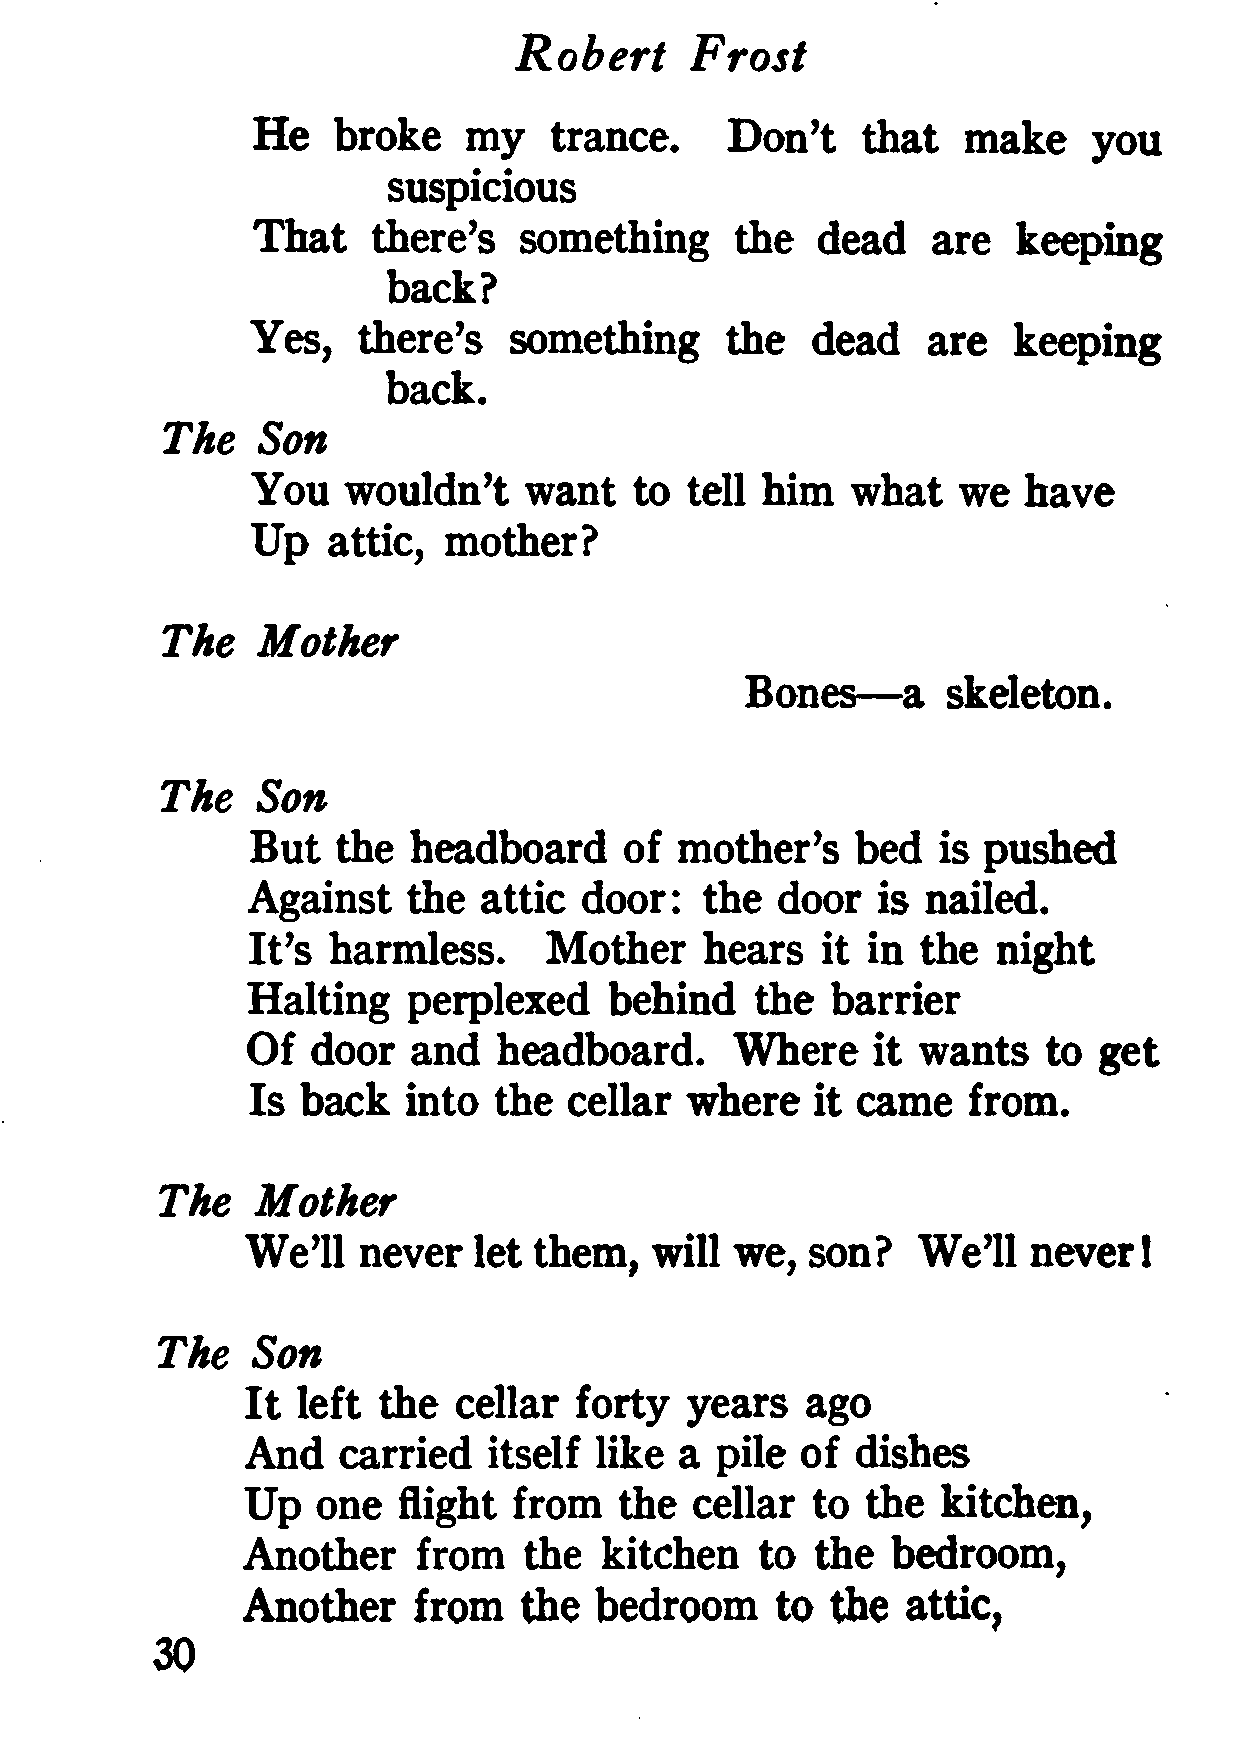 Robert Frost
He broke my trance. Don't that make you
suspicious
That there's something the dead are keeping
back?
Yes, there's something the dead are keeping
back.
The Son
You wouldn't want to tell him what we have
Up attic, mother?
The Mother
Bones—a skeleton.
The Son
But the headboard of mother's bed is pushed
Against the attic door: the door is nailed.
It's harmless. Mother hears it in the night
Halting perplexed behind the barrier
Of door and headboard. Where it wants to get
Is back into the cellar where it came from.
The Mother
We'll never let them, will we, son? We'll never!
The Son
It left the cellar forty years ago
And carried itself like a pile of dishes
Up one flight from the cellar to the kitchen,
Another from the kitchen to the bedroom,
Another from the bedroom to the attic,
30